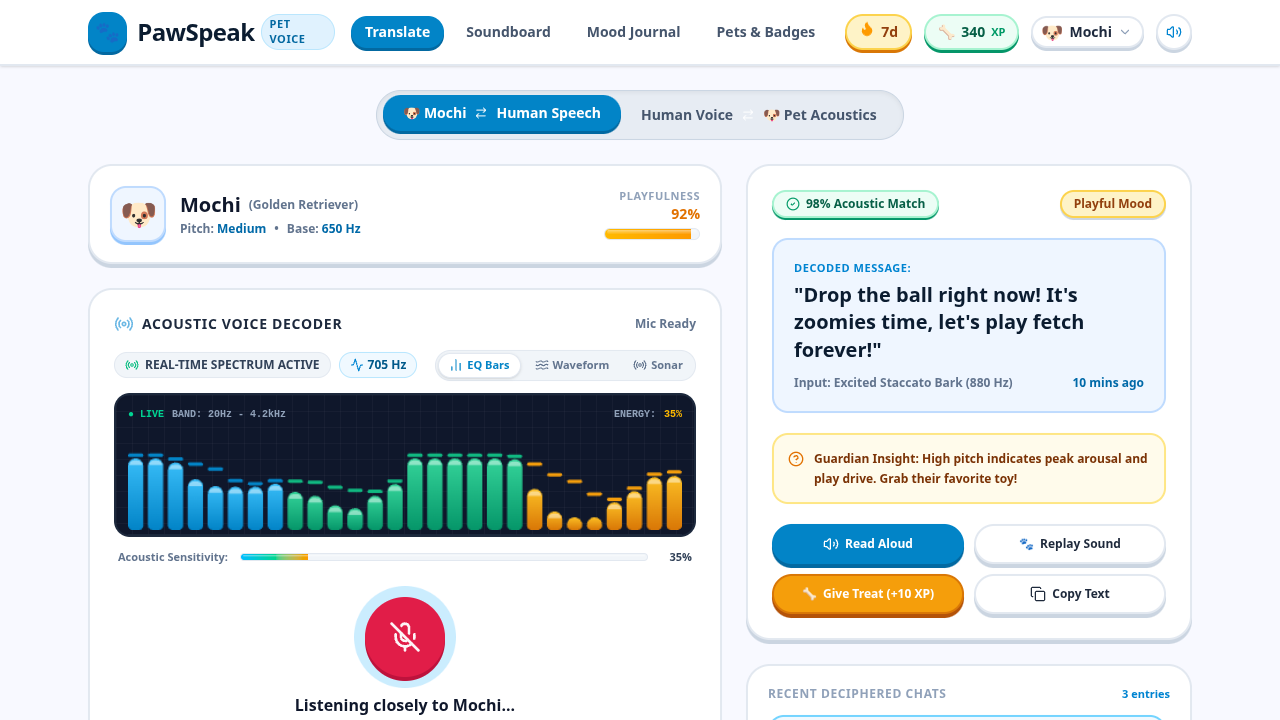 PawSpeak
PET
VOICE
Translate
Soundboard
Mood Journal
Pets & Badges
7d
340 XP
Mochi
Mochi Human Speech
Human Voice Pet Acoustics
Mochi (Golden Retriever)
Pitch: Medium • Base: 650 Hz
PLAYFULNESS
92%
ACOUSTIC VOICE DECODER
Mic Ready
REAL-TIME SPECTRUM ACTIVE
705 Hz
EQ Bars
Waveform
Sonar
● LIVE BAND: 20Hz - 4.2kHz
ENERGY: 35%
Acoustic Sensitivity:
35%
Listening closely to Mochi...
98% Acoustic Match
Playful Mood
DECODED MESSAGE:
"Drop the ball right now! It's
zoomies time, let's play fetch
forever!"
Input: Excited Staccato Bark (880 Hz)
10 mins ago
Guardian Insight: High pitch indicates peak arousal and
play drive. Grab their favorite toy!
Read Aloud
Replay Sound
Give Treat (+10 XP)
Copy Text
RECENT DECIPHERED CHATS
3 entries